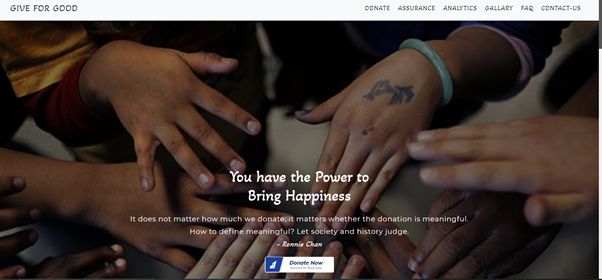 GIVE FOR GOOD
DONATE ASSURANCE ANALYTICS GALLARY FAQ CONTACT-US
You have the Power to
Bring Happiness
It does not matter how much we donate; it matters whether the donation is meaningful.
How to define meaningful? Let society and history judge.
- Ronnie Chan
Donate Now
Secured by Razorpay